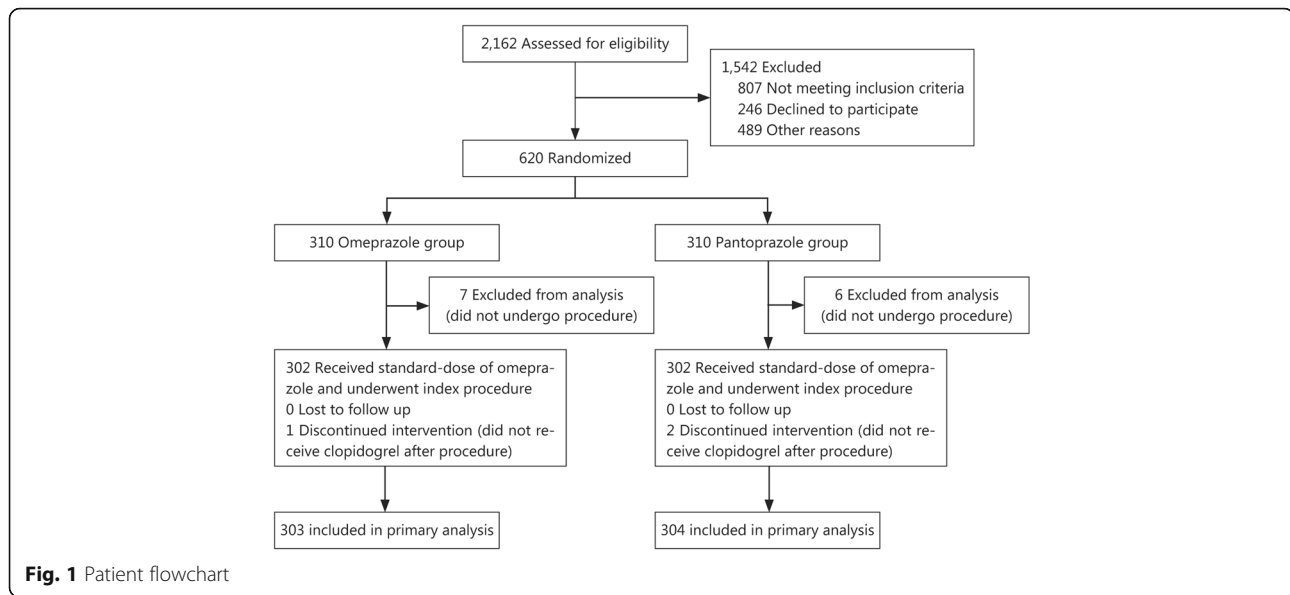 2,162 Assessed for eligibility
1,542 Excluded
807 Not meeting inclusion criteria
246 Declined to participate
489 Other reasons
620 Randomized
310 Omeprazole group
310 Pantoprazole group
7 Excluded from analysis
(did not undergo procedure)
6 Excluded from analysis
(did not undergo procedure)
302 Received standard-dose of omepra-
zole and underwent index procedure
0 Lost to follow up
1 Discontinued intervention (did not re-
ceive clopidogrel after procedure)
302 Received standard-dose of omepra-
zole and underwent index procedure
0 Lost to follow up
2 Discontinued intervention (did not re-
ceive clopidogrel after procedure)
303 included in primary analysis
304 included in primary analysis
Fig. 1 Patient flowchart